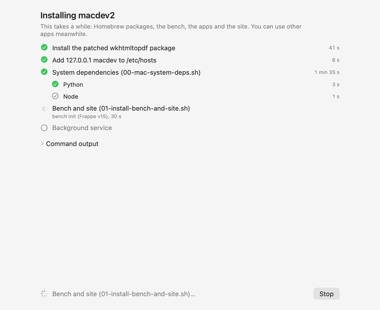 Installing macdev2
This takes a while: Homebrew packages, the bench, the apps and the site. You can use other
apps meanwhile.
Install the patched wkhtmltopdf package 41 s
Add 127.0.0.1 macdev to /etc/hosts 6 s
System dependencies (00-mac-system-deps.sh) 1 min 35 s
Python 3 s
Node 1 s
Bench and site (01-install-bench-and-site.sh)
bench init (Frappe v16), 30 s
Background service
Command output
Bench and site (01-install-bench-and-site.sh)...
Stop